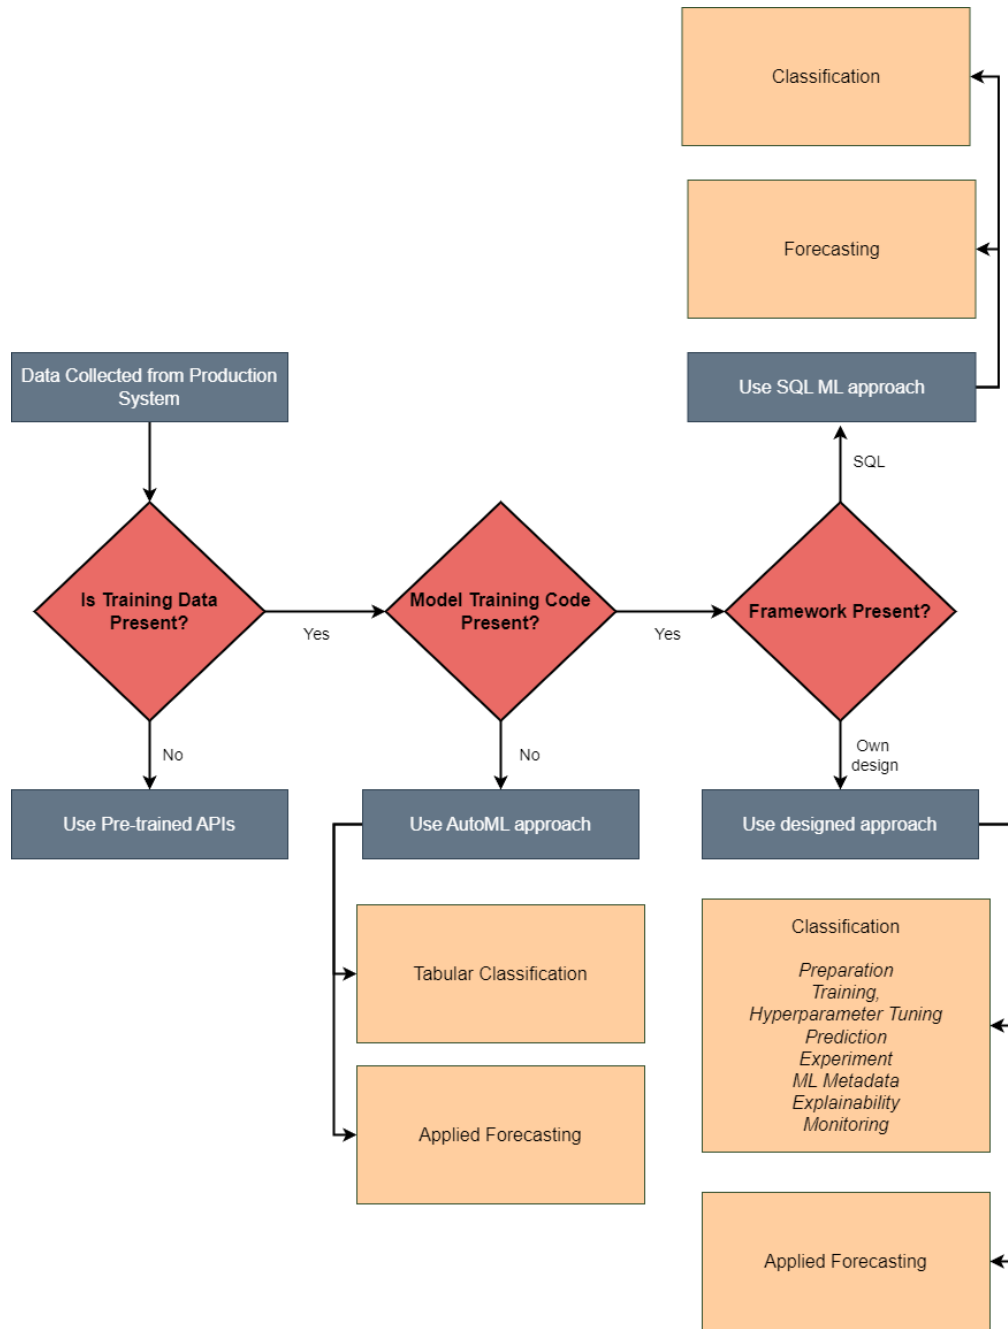 Classification
Forecasting
Data Collected from Production
System
Use SQL ML approach
SQL
Is Training Data
Present?
Yes
Model Training Code
Present?
Yes
Framework Present?
No
No
Own
design
Use Pre-trained APIs
Use AutoML approach
Use designed approach
Tabular Classification
Applied Forecasting
Classification
Preparation
Training,
Hyperparameter Tuning
Prediction
Experiment
ML Metadata
Explainability
Monitoring
Applied Forecasting